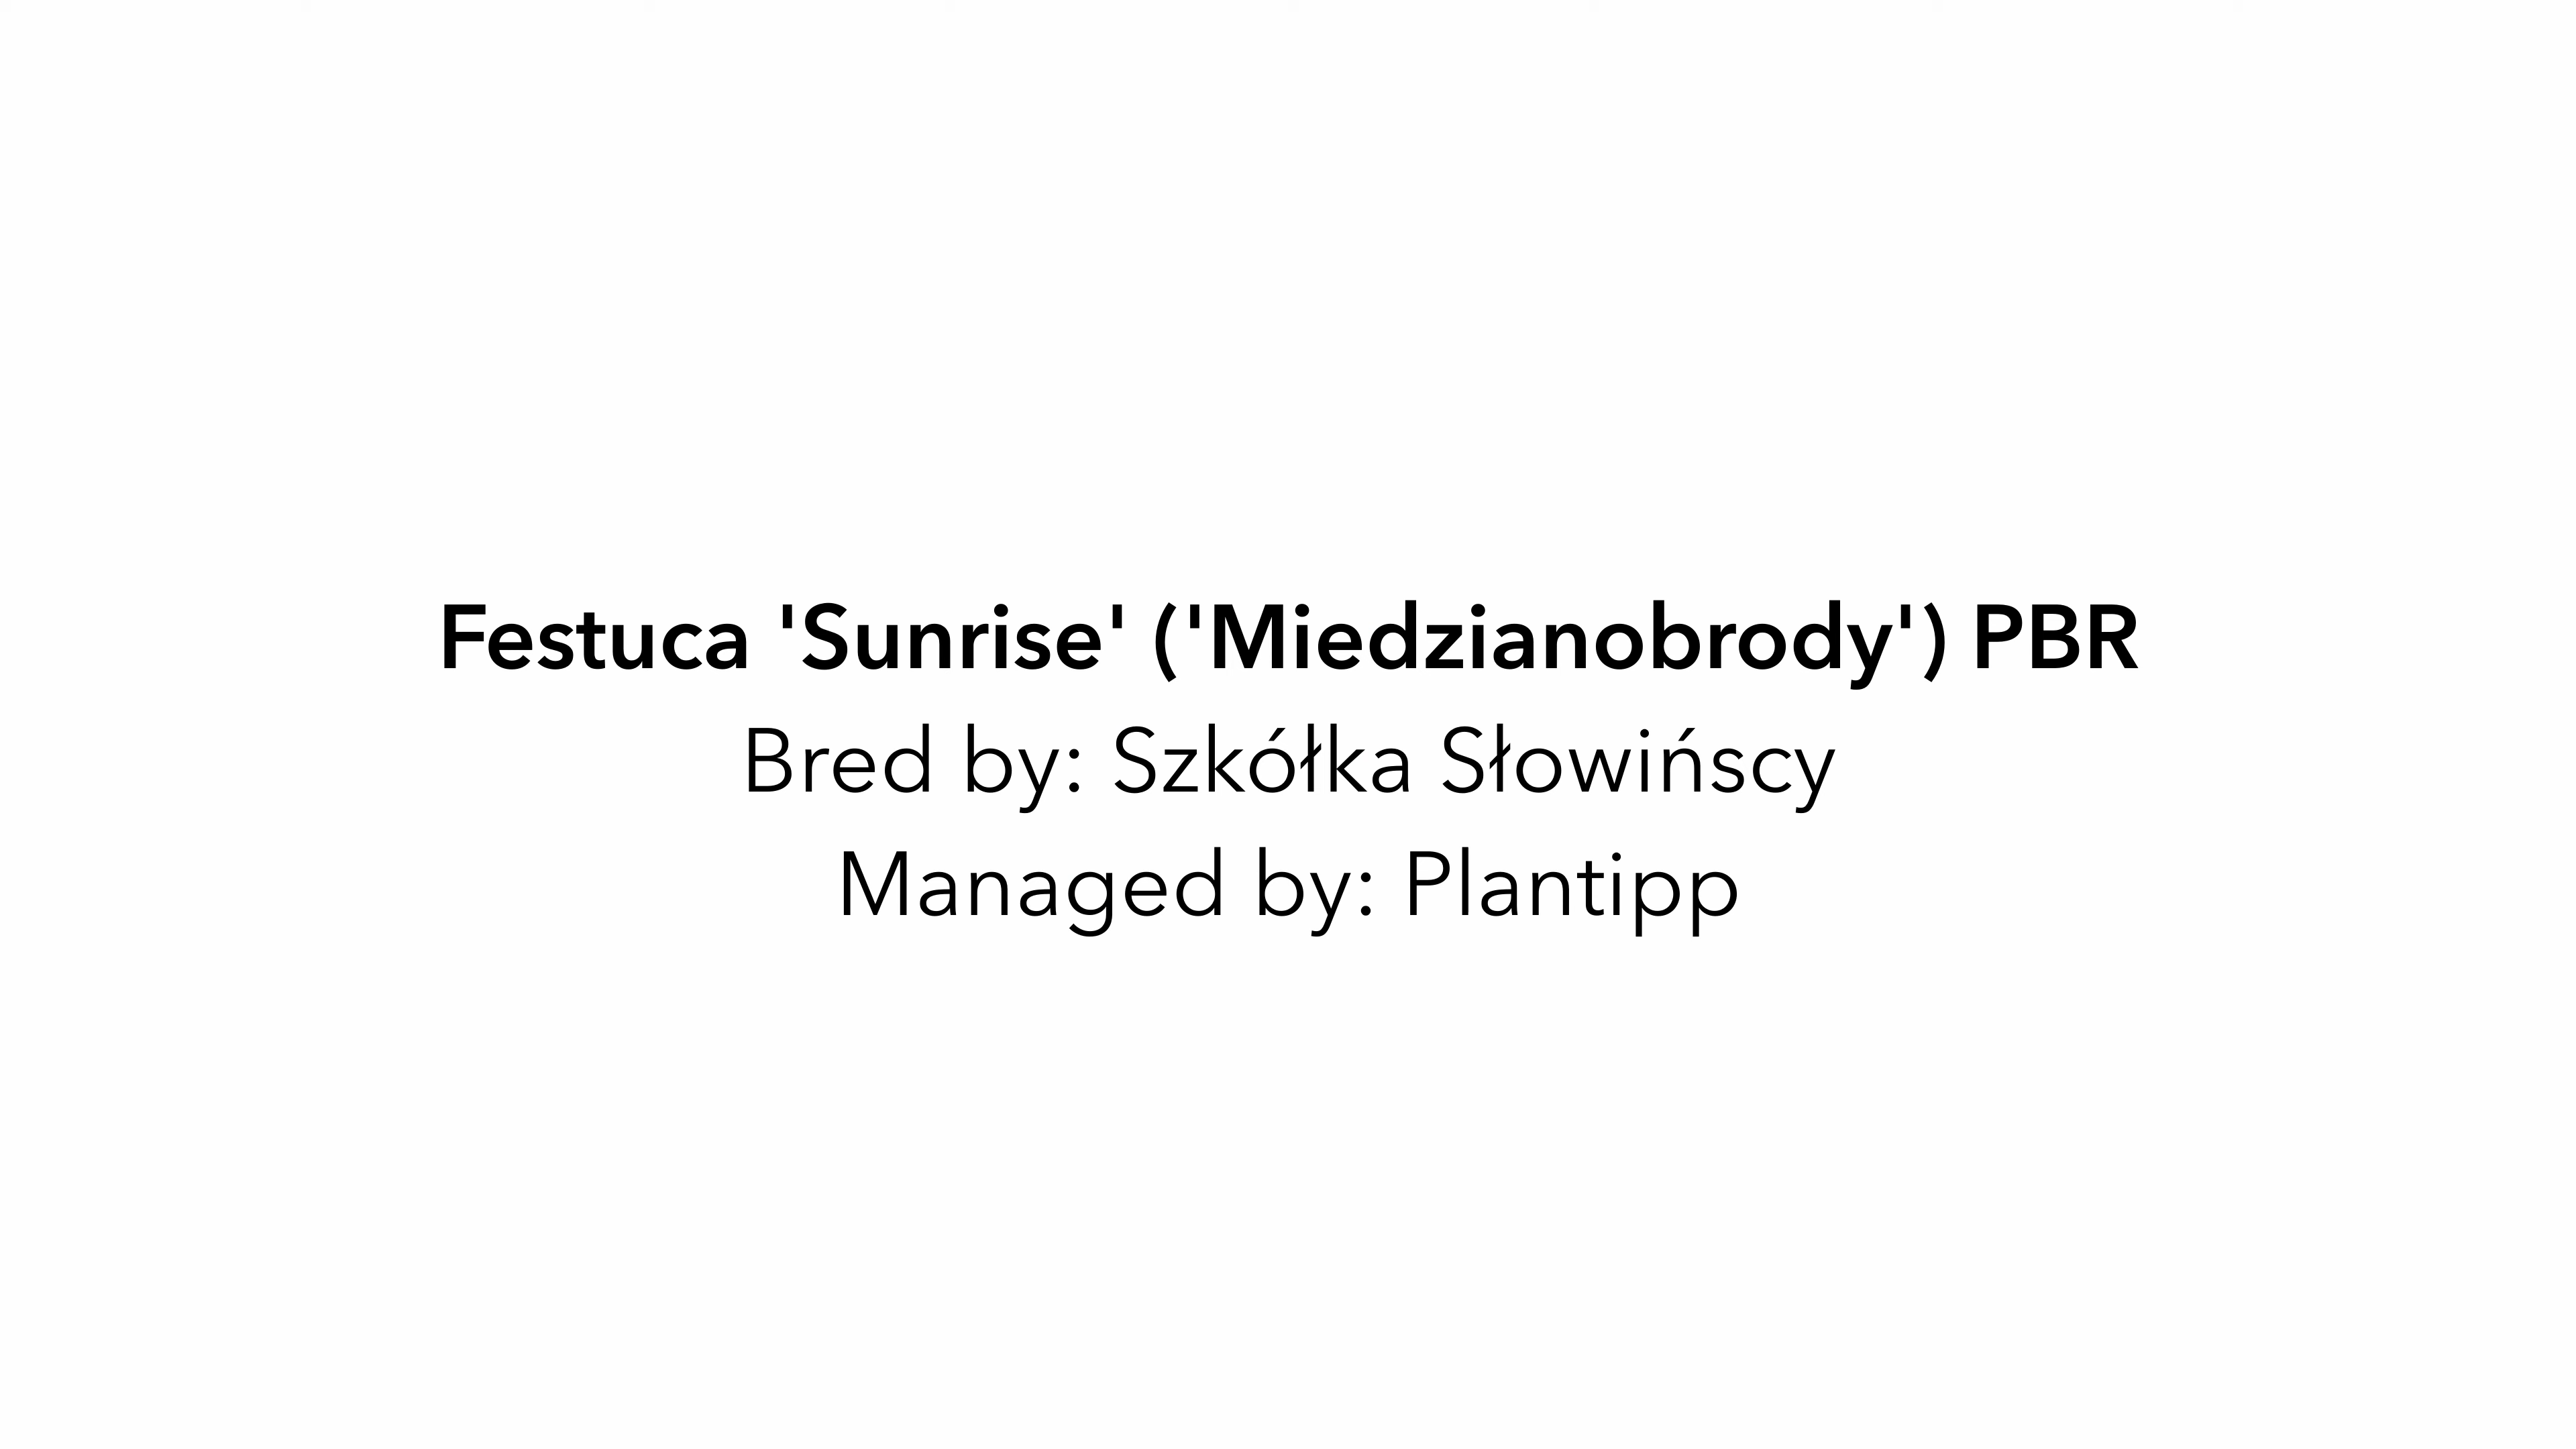 Festuca 'Sunrise' ('Miedzianobrody') PBR
Bred by: Szkółka Słowińscy
Managed by: Plantipp